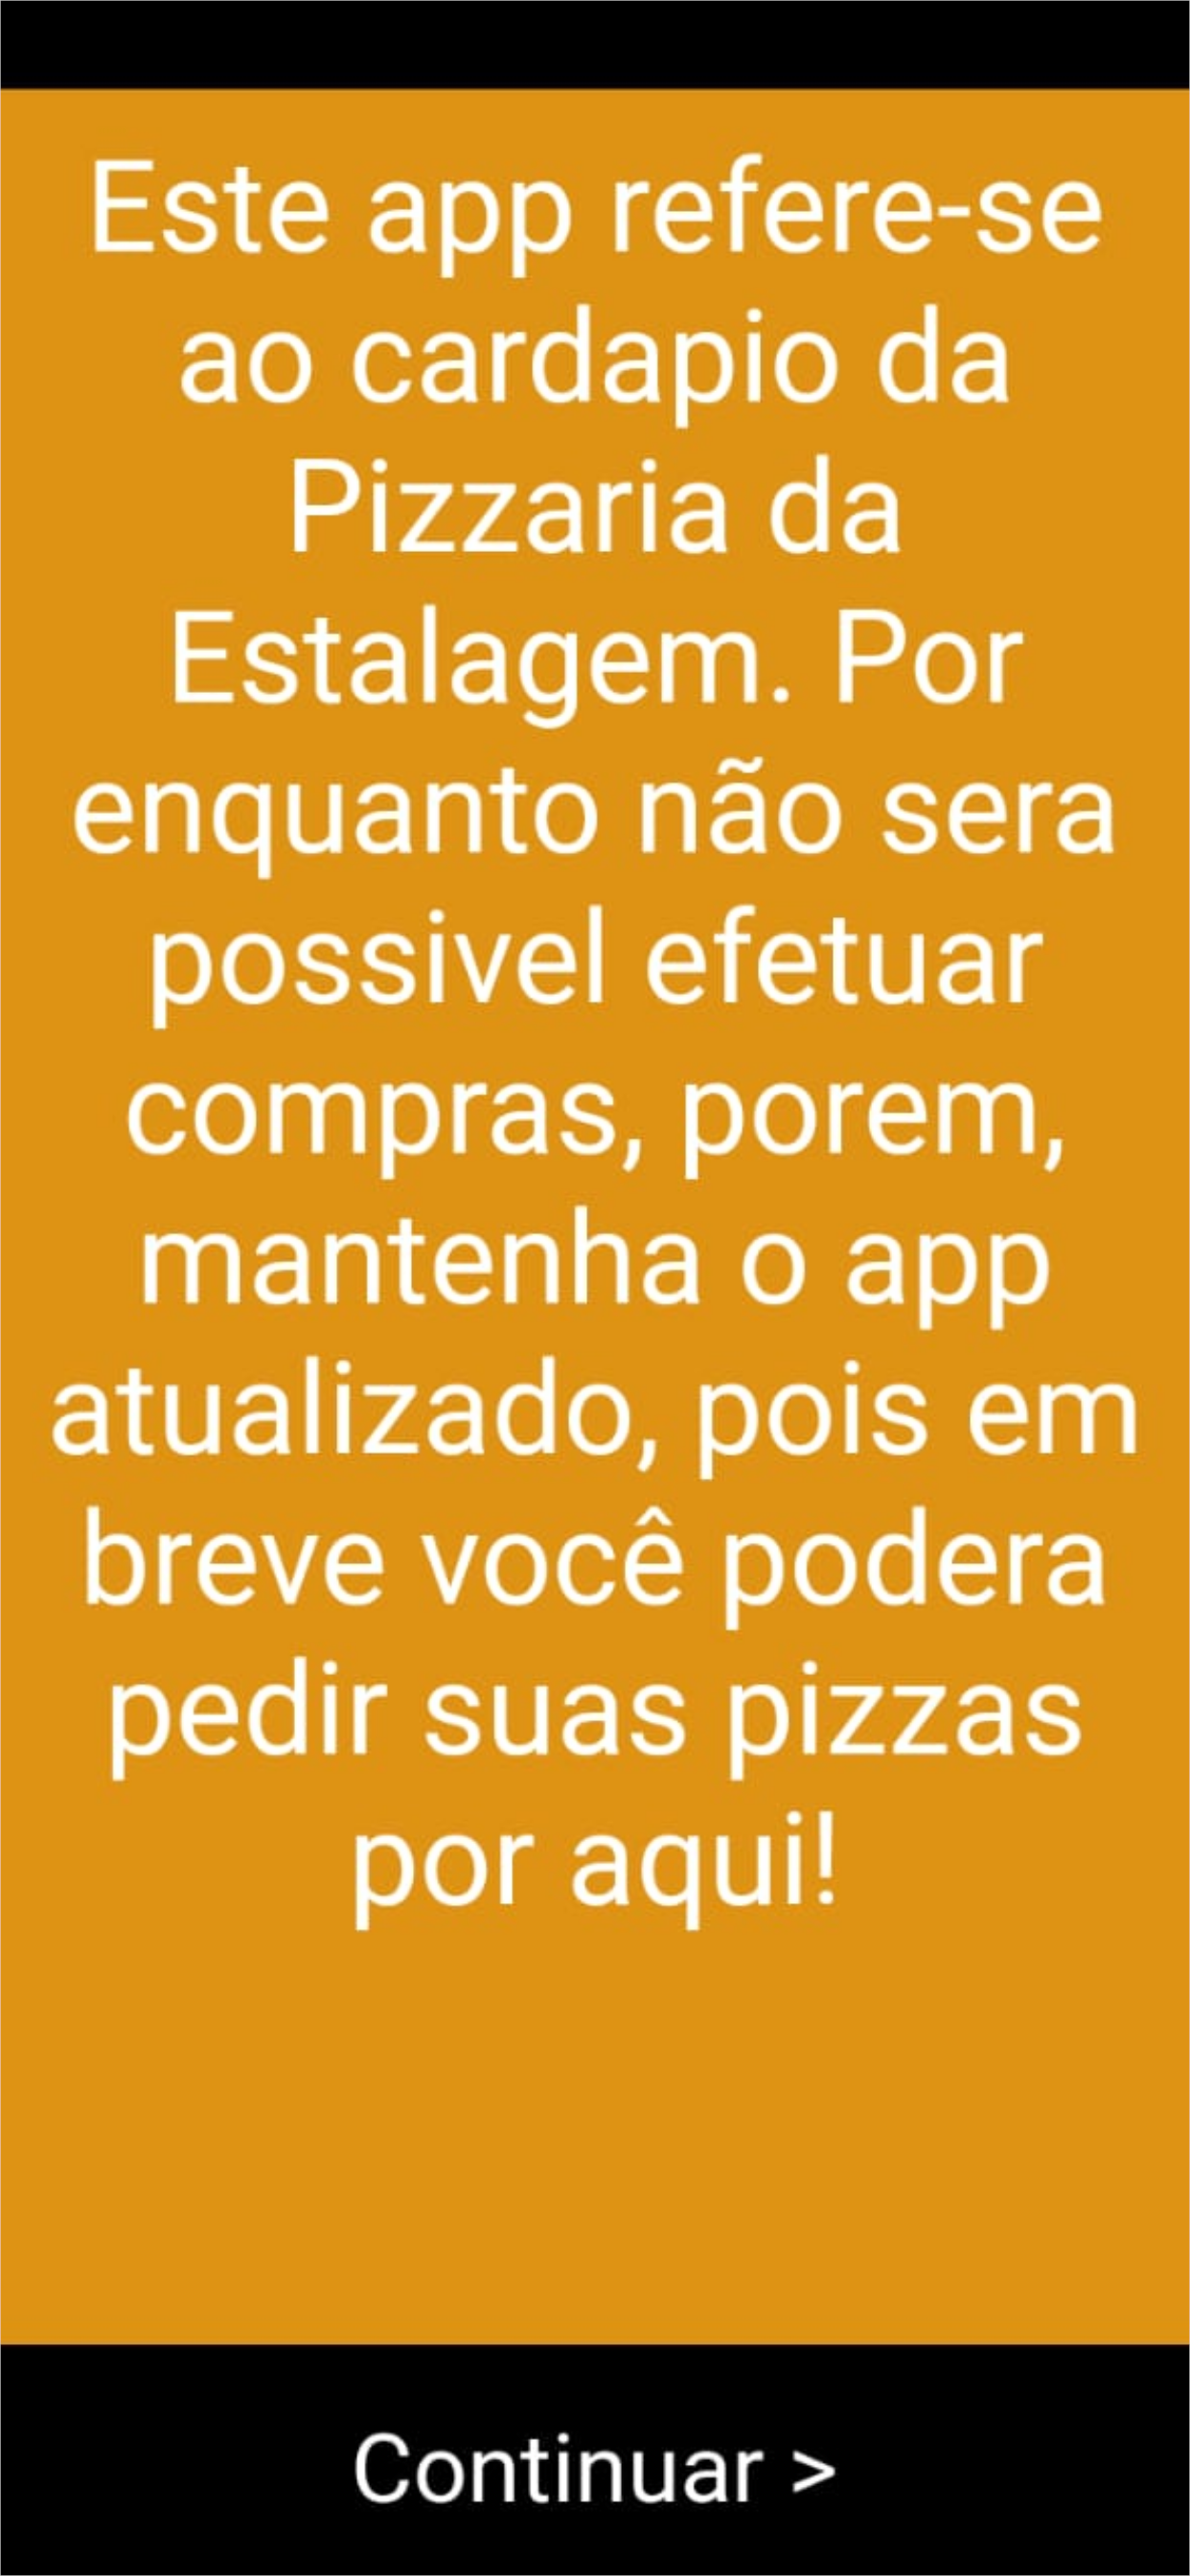 Este app refere-se
ao cardapio da
Pizzaria da
Estalagem. Por
enquanto não sera
possivel efetuar
compras, porem,
mantenha o app
atualizado, pois em
breve você podera
pedir suas pizzas
por aqui!
Continuar >